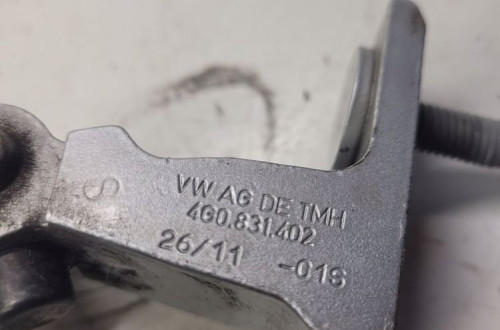 S
VW AG DE TMH
4G0.831.402
26/11 -01S